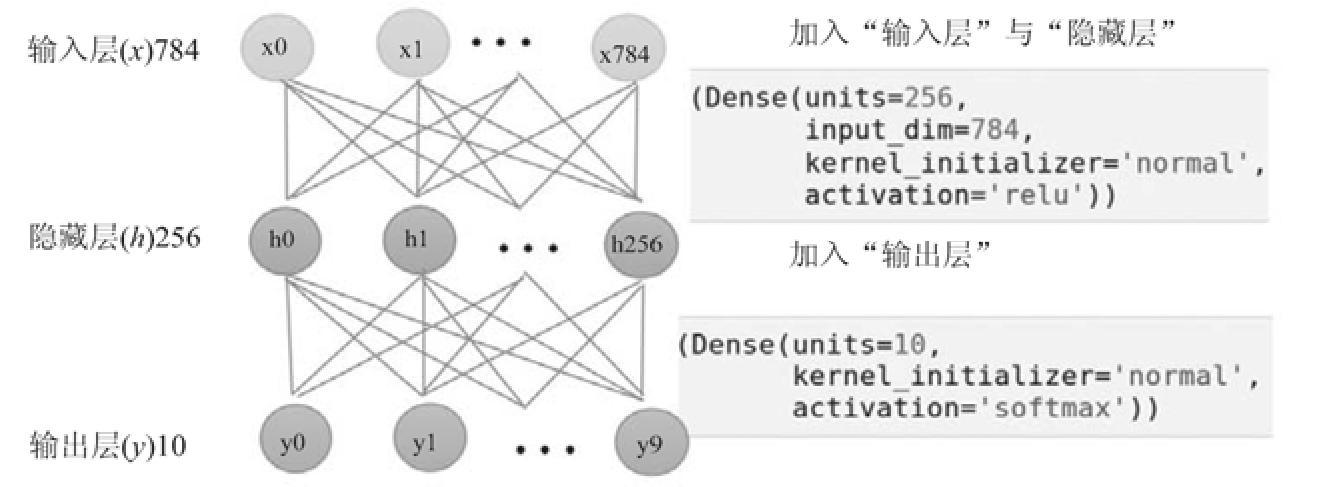 输入层(x)784
x0
x1
x784
加入“输入层”与“隐藏层”
(Dense(units=256,
input_dim=784,
kernel_initializer='normal',
activation='relu'))
隐藏层(h)256
h0
h1
h256
加入“输出层”
(Dense(units=10,
kernel_initializer='normal',
activation='softmax'))
输出层(y)10
y0
y1
y9